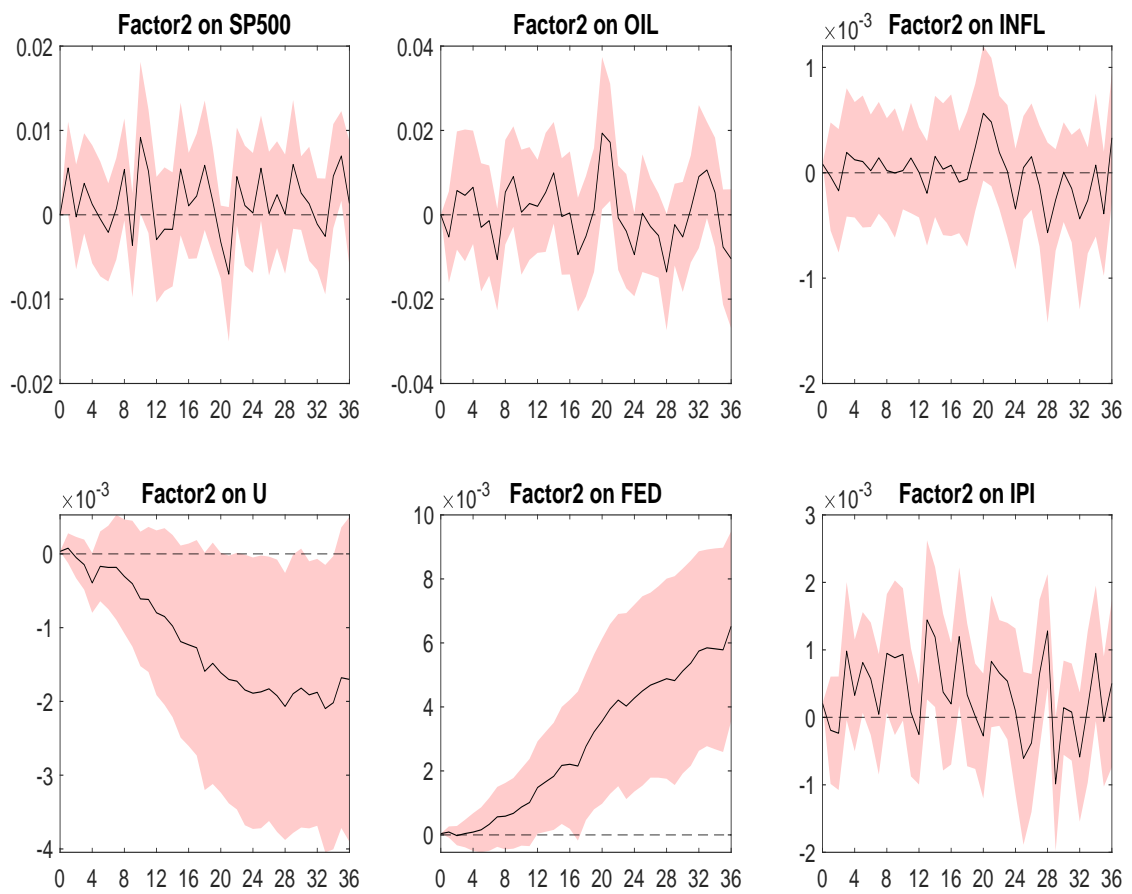 Factor2 on SP500
0.02
0.01
0
-0.01
-0.02
0 4 8 12 16 20 24 28 32 36
Factor2 on OIL
0.04
0.02
0
-0.02
-0.04
0 4 8 12 16 20 24 28 32 36
×10⁻³
Factor2 on INFL
1
0
-1
-2
0 4 8 12 16 20 24 28 32 36
×10⁻³
Factor2 on U
0
-1
-2
-3
-4
0 4 8 12 16 20 24 28 32 36
×10⁻³
Factor2 on FED
10
8
6
4
2
0
0 4 8 12 16 20 24 28 32 36
×10⁻³
Factor2 on IPI
3
2
1
0
-1
-2
0 4 8 12 16 20 24 28 32 36